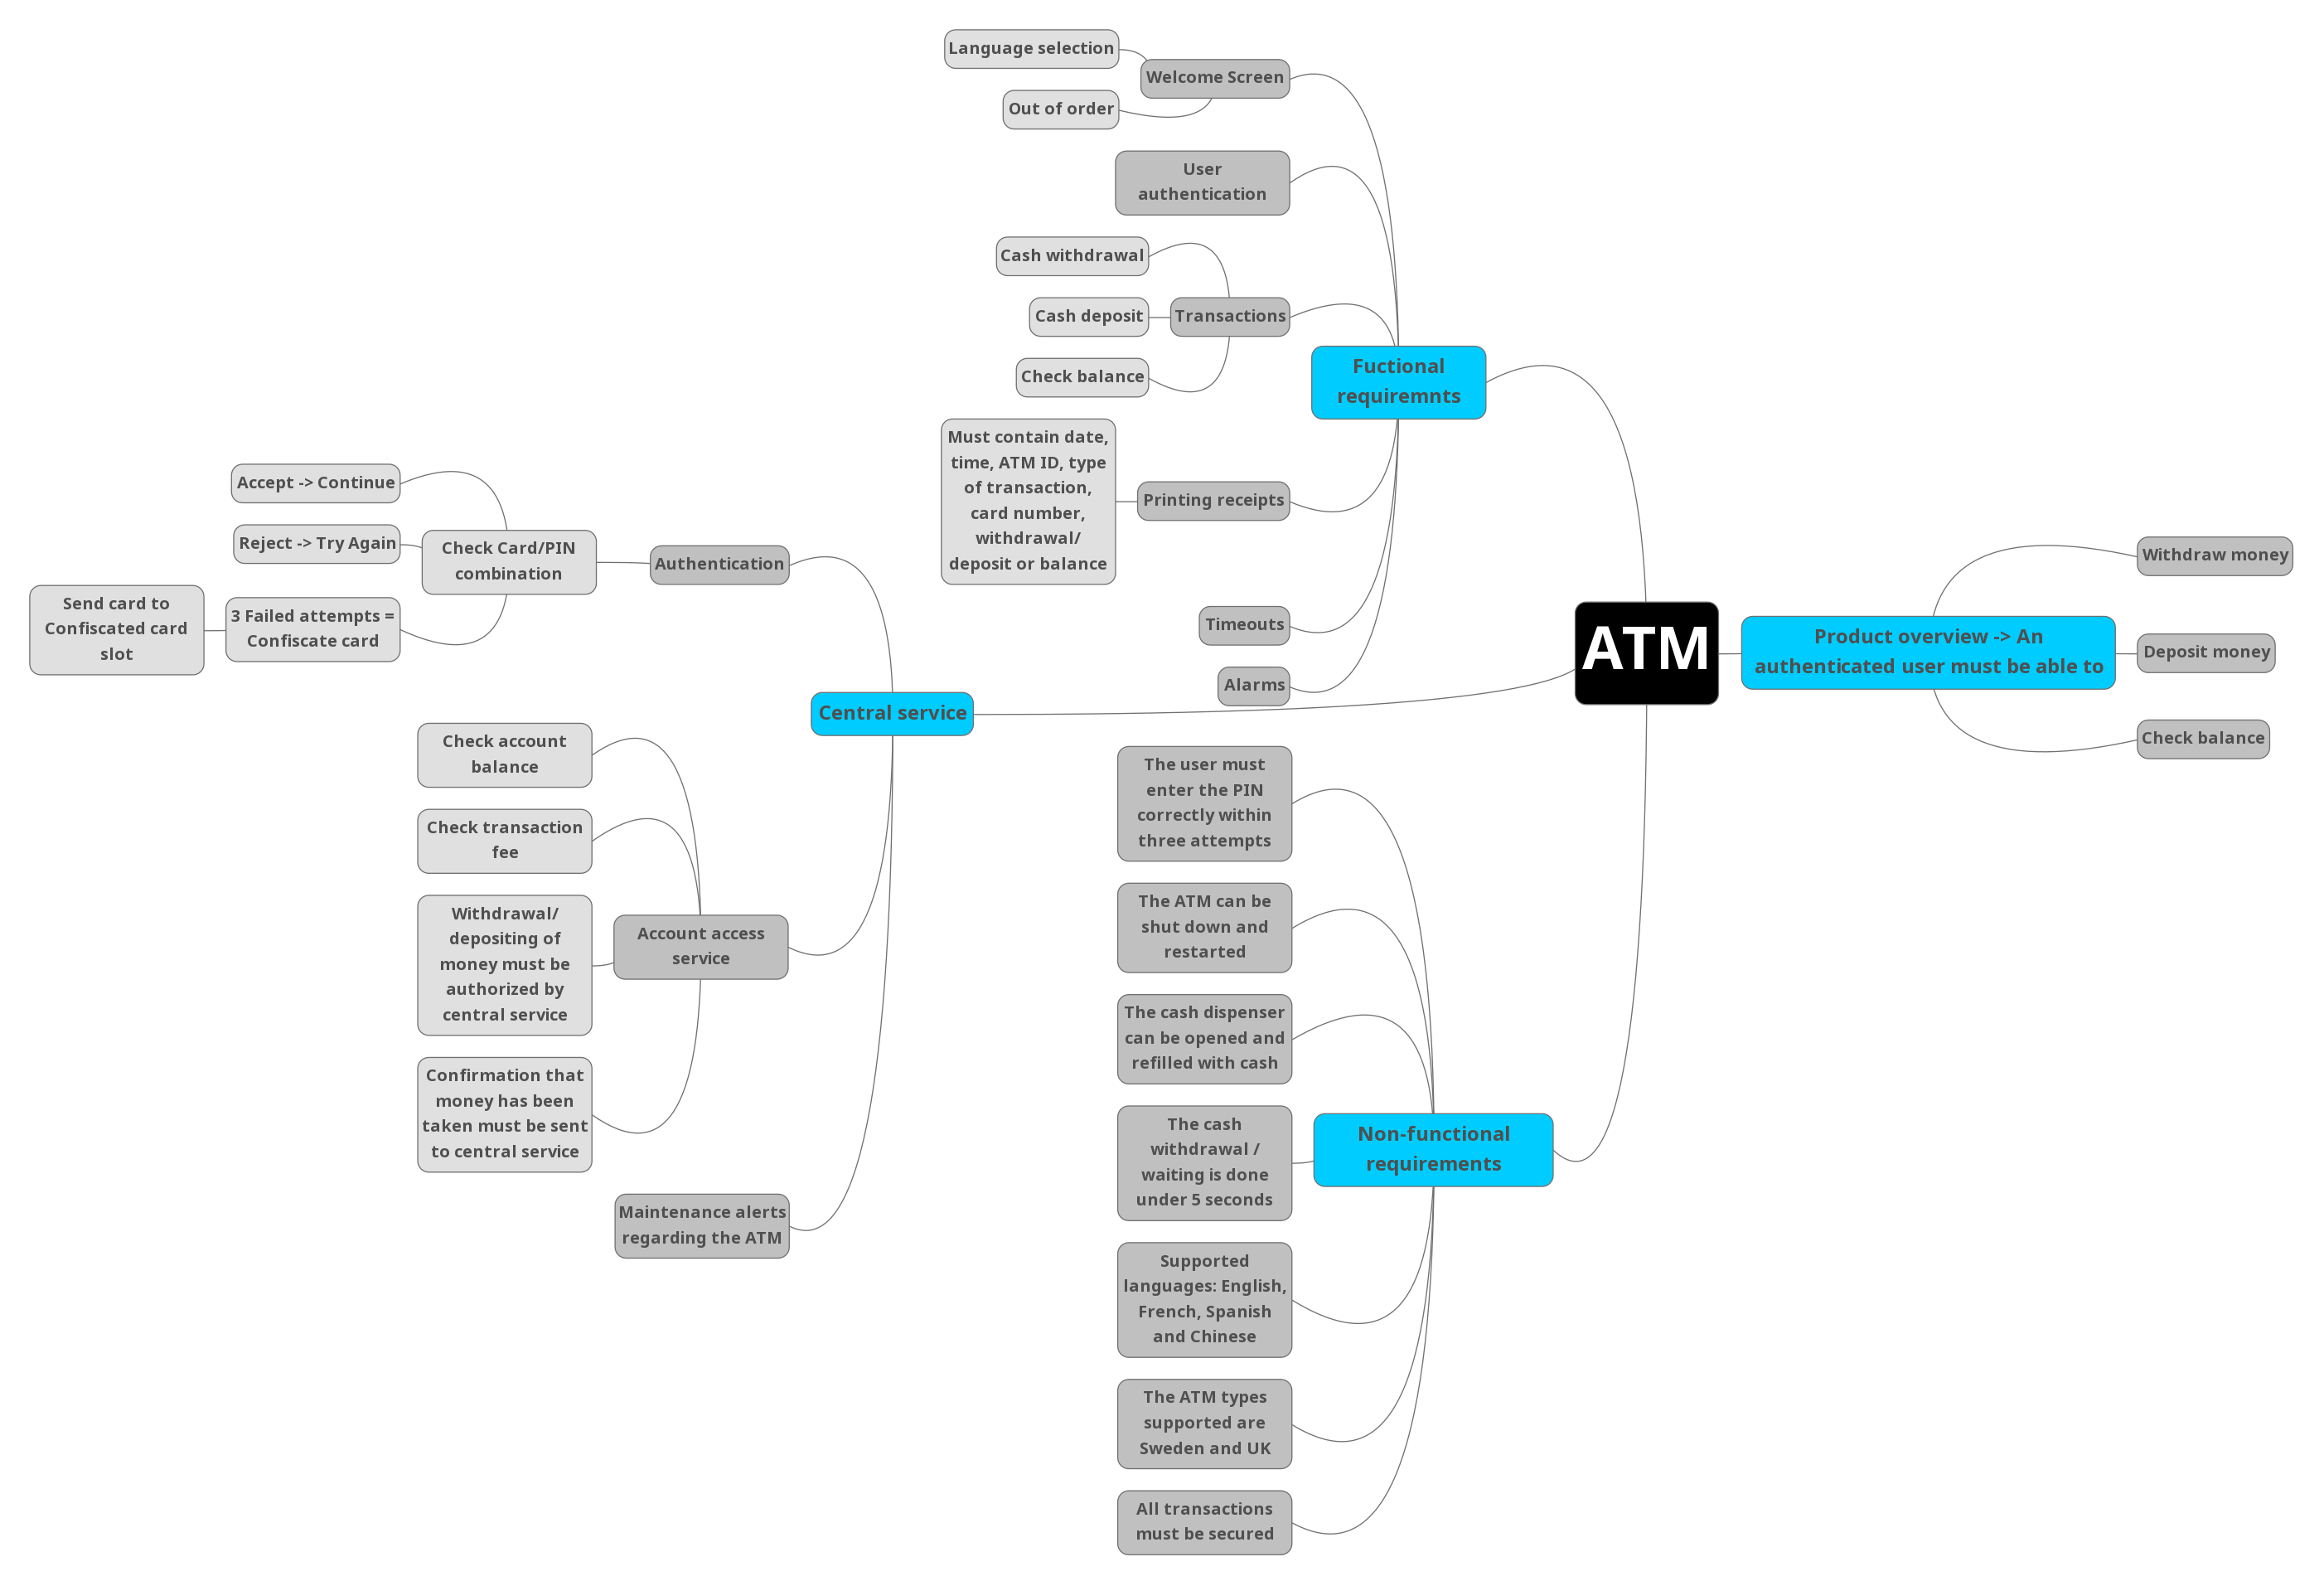 Language selection
Welcome Screen
Out of order
User
authentication
Cash withdrawal
Cash deposit
Transactions
Check balance
Fuctional
requiremnts
Must contain date,
time, ATM ID, type
of transaction,
card number,
withdrawal/
deposit or balance
Printing receipts
Timeouts
Alarms
Accept -> Continue
Reject -> Try Again
Check Card/PIN
combination
Authentication
Send card to
Confiscated card
slot
3 Failed attempts =
Confiscate card
Central service
Check account
balance
Check transaction
fee
Withdrawal/
depositing of
money must be
authorized by
central service
Account access
service
Confirmation that
money has been
taken must be sent
to central service
Maintenance alerts
regarding the ATM
ATM
Product overview -> An
authenticated user must be able to
Withdraw money
Deposit money
Check balance
The user must
enter the PIN
correctly within
three attempts
The ATM can be
shut down and
restarted
The cash dispenser
can be opened and
refilled with cash
The cash
withdrawal /
waiting is done
under 5 seconds
Non-functional
requirements
Supported
languages: English,
French, Spanish
and Chinese
The ATM types
supported are
Sweden and UK
All transactions
must be secured